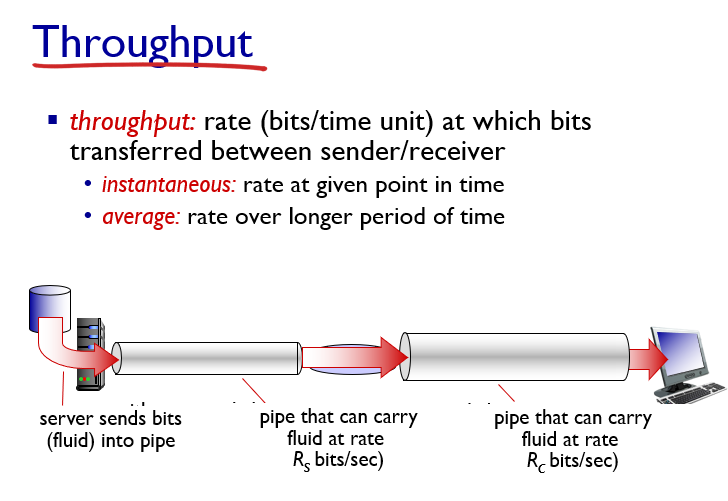 Throughput
▪ throughput: rate (bits/time unit) at which bits
transferred between sender/receiver
• instantaneous: rate at given point in time
• average: rate over longer period of time
server sends bits
(fluid) into pipe
pipe that can carry
fluid at rate
Rs bits/sec)
pipe that can carry
fluid at rate
Rc bits/sec)